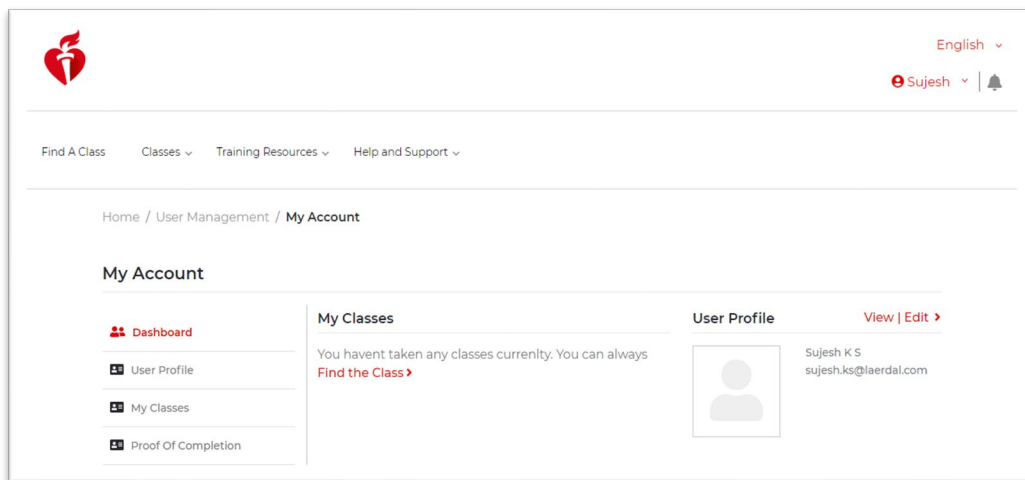 English
Sujesh
Find A Class Classes Training Resources Help and Support
Home / User Management / My Account
My Account
Dashboard
User Profile
My Classes
Proof Of Completion
My Classes
You havent taken any classes currenlty. You can always
Find the Class
User Profile View | Edit
Sujesh K S
sujesh.ks@laerdal.com